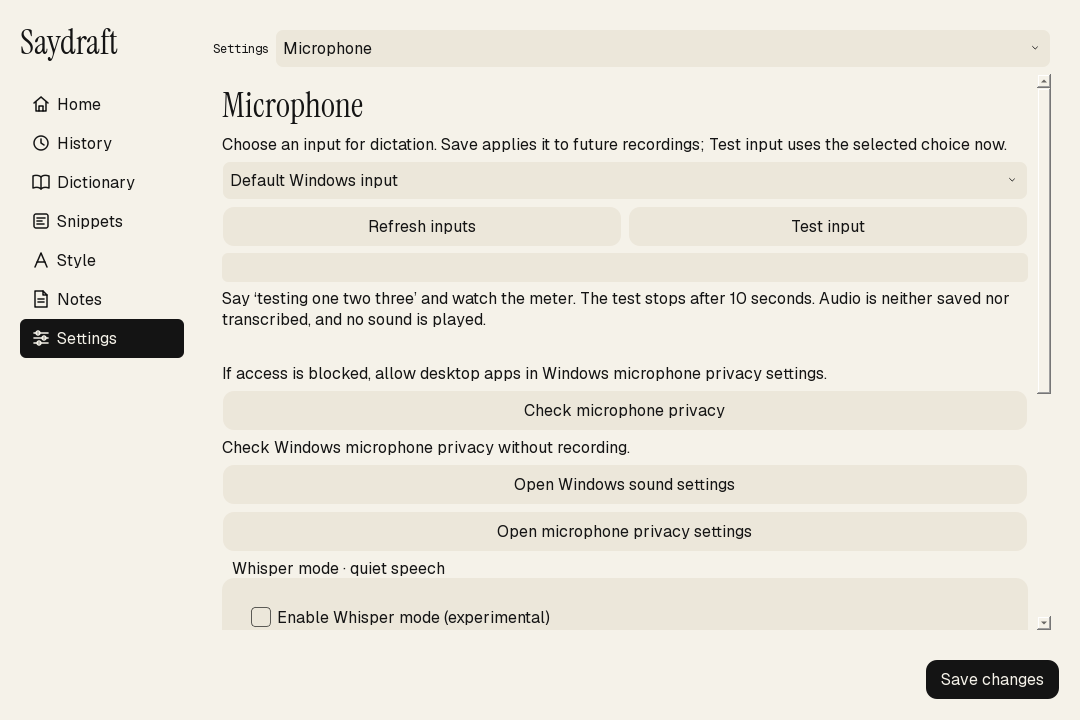 Saydraft
Settings
Microphone
Home
History
Dictionary
Snippets
Style
Notes
Settings
Microphone
Choose an input for dictation. Save applies it to future recordings; Test input uses the selected choice now.
Default Windows input
Refresh inputs
Test input
Say ‘testing one two three’ and watch the meter. The test stops after 10 seconds. Audio is neither saved nor
transcribed, and no sound is played.
If access is blocked, allow desktop apps in Windows microphone privacy settings.
Check microphone privacy
Check Windows microphone privacy without recording.
Open Windows sound settings
Open microphone privacy settings
Whisper mode · quiet speech
Enable Whisper mode (experimental)
Save changes